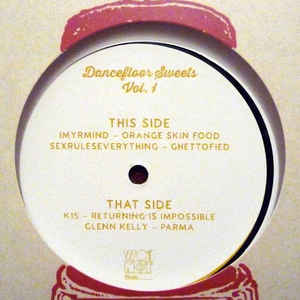 Dancefloor Sweets
Vol. 1
THIS SIDE
IMYRMIND – ORANGE SKIN FOOD
SEXRULESEVERYTHING – GHETTOFIED
THAT SIDE
K15 – RETURNING IS IMPOSSIBLE
GLENN KELLY – PARMA